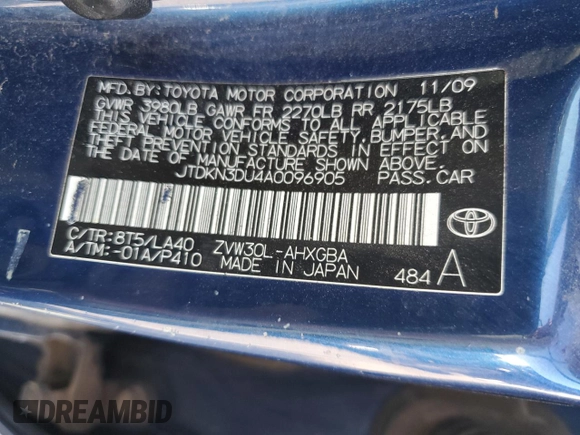 MFD. BY: TOYOTA MOTOR CORPORATION 11/09
GVWR 3980LB GAWR FR 2270LB RR 2175LB
THIS VEHICLE CONFORMS TO ALL APPLICABLE
FEDERAL MOTOR VEHICLE SAFETY, BUMPER, AND
THEFT PREVENTION STANDARDS IN EFFECT ON
THE DATE OF MANUFACTURE SHOWN ABOVE.
JTDKN3DU4A0096905 PASS. CAR
C/TR: 8T5/LA40 ZVW30L-AHXGBA
A/TM: -01A/P410 MADE IN JAPAN
484 A
DREAMBID